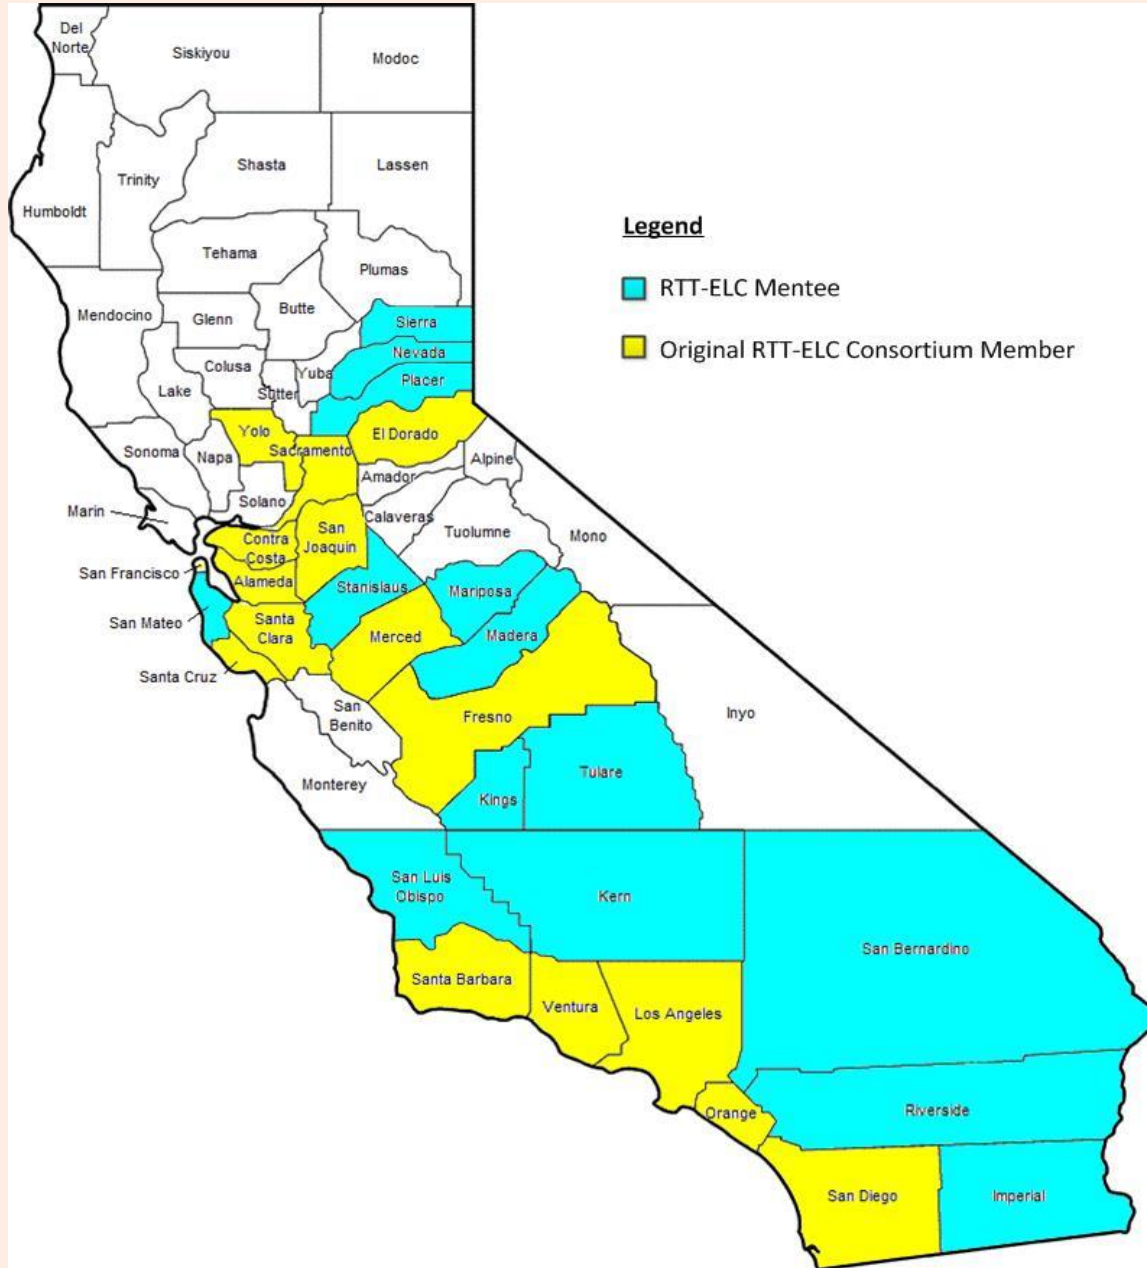 Del
Norte
Siskiyou
Modoc
Shasta
Lassen
Trinity
Humboldt
Tehama
Plumas
Mendocino
Glenn
Butte
Sierra
Nevada
Colusa
Yuba
Placer
Lake
Sutter
Yolo
El Dorado
Sonoma
Napa
Sacramento
Alpine
Amador
Solano
Marin
Calaveras
Tuolumne
Mono
San
Joaquin
Contra
Costa
San Francisco
Alameda
Stanislaus
Mariposa
San Mateo
Santa
Clara
Merced
Madera
Santa Cruz
San
Benito
Fresno
Inyo
Monterey
Kings
Tulare
San Luis
Obispo
Kern
San Bernardino
Santa Barbara
Ventura
Los Angeles
Orange
Riverside
San Diego
Imperial
Legend
RTT-ELC Mentee
Original RTT-ELC Consortium Member